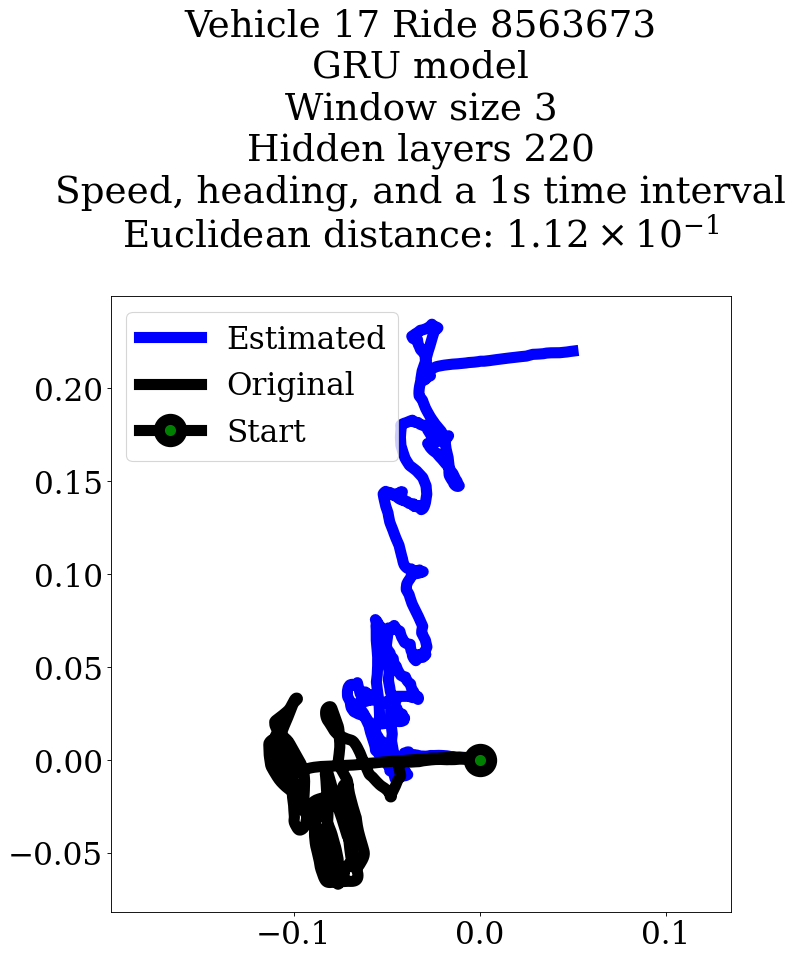 Vehicle 17 Ride 8563673
GRU model
Window size 3
Hidden layers 220
Speed, heading, and a 1s time interval
Euclidean distance: 1.12 × 10⁻¹
Estimated
Original
Start
0.20
0.15
0.10
0.05
0.00
−0.05
−0.1
0.0
0.1